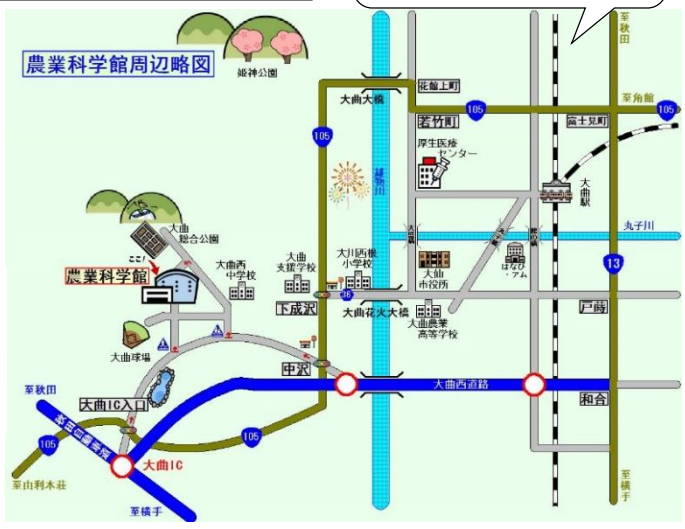 農業科学館周辺略図
姫神公園
至秋田
花館上町
大曲大橋
105
至角館
105
105
若竹町
富士見町
厚生医療
センター
雄物川
大曲駅
大曲
総合公園
ここ!
農業科学館
大曲西
中学校
大曲
支援学校
大川西根
小学校
大仙
市役所
はなび
・アム
丸子川
13
36
下成沢
大曲花火大橋
大曲農業
高等学校
戸蒔
大曲球場
中沢
大曲西道路
和合
大曲IC入口
至秋田
105
秋田自動車道
105
大曲IC
至由利本荘
至横手
至横手